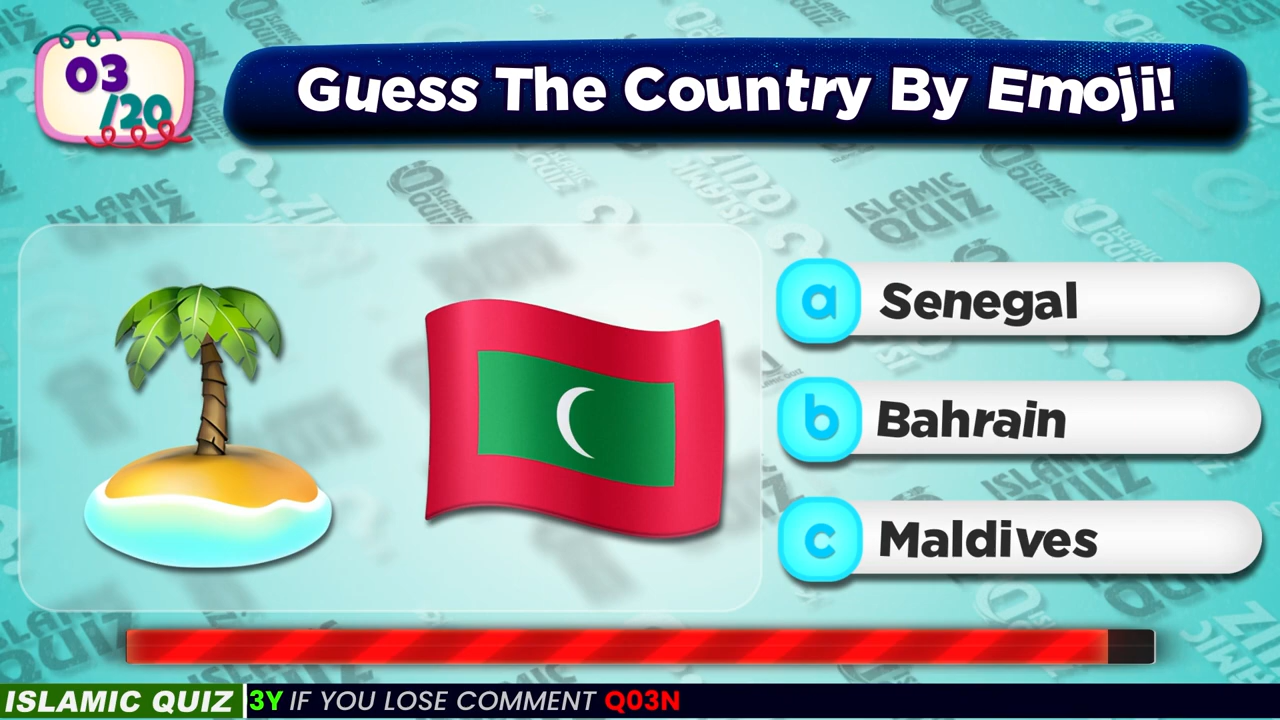 03
/20
Guess The Country By Emoji!
a Senegal
b Bahrain
c Maldives
ISLAMIC QUIZ 3Y IF YOU LOSE COMMENT Q03N